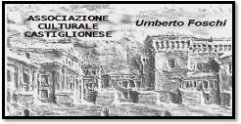 ASSOCIAZIONE
CULTURALE
CASTIGLIONESE
Umberto Foschi